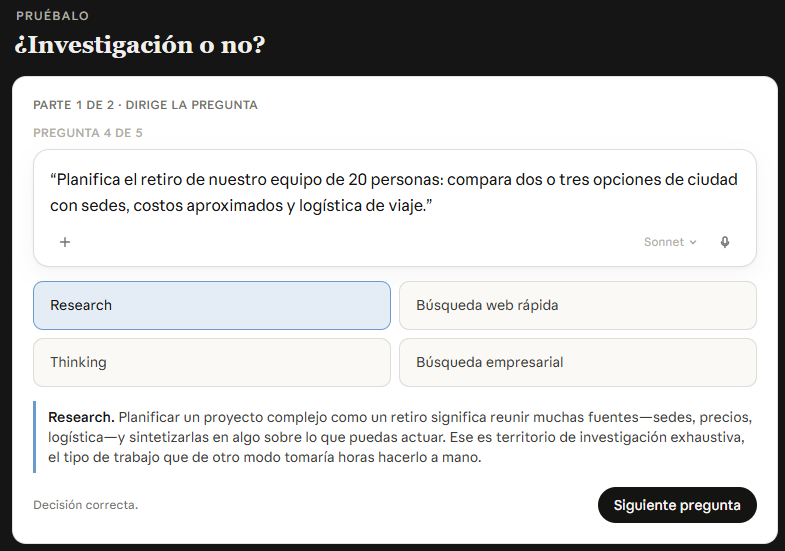 PRUÉBALO
¿Investigación o no?
PARTE 1 DE 2 · DIRIGE LA PREGUNTA
PREGUNTA 4 DE 5
“Planifica el retiro de nuestro equipo de 20 personas: compara dos o tres opciones de ciudad
con sedes, costos aproximados y logística de viaje.”
Sonnet
Research
Búsqueda web rápida
Thinking
Búsqueda empresarial
Research. Planificar un proyecto complejo como un retiro significa reunir muchas fuentes—sedes, precios,
logística—y sintetizarlas en algo sobre lo que puedas actuar. Ese es territorio de investigación exhaustiva,
el tipo de trabajo que de otro modo tomaría horas hacerlo a mano.
Decisión correcta.
Siguiente pregunta